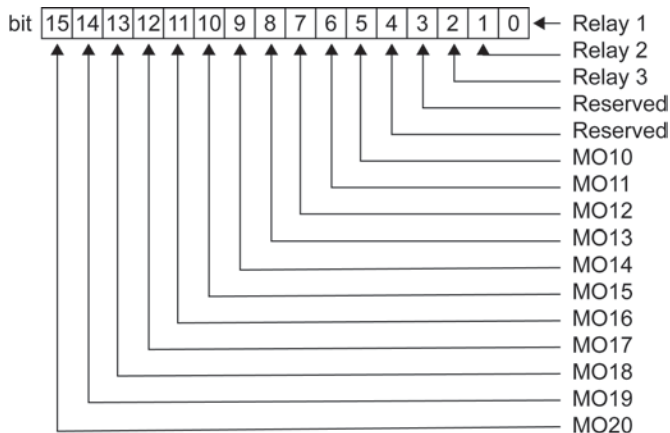 bit 15 14 13 12 11 10 9 8 7 6 5 4 3 2 1 0 Relay 1
Relay 2
Relay 3
Reserved
Reserved
MO10
MO11
MO12
MO13
MO14
MO15
MO16
MO17
MO18
MO19
MO20